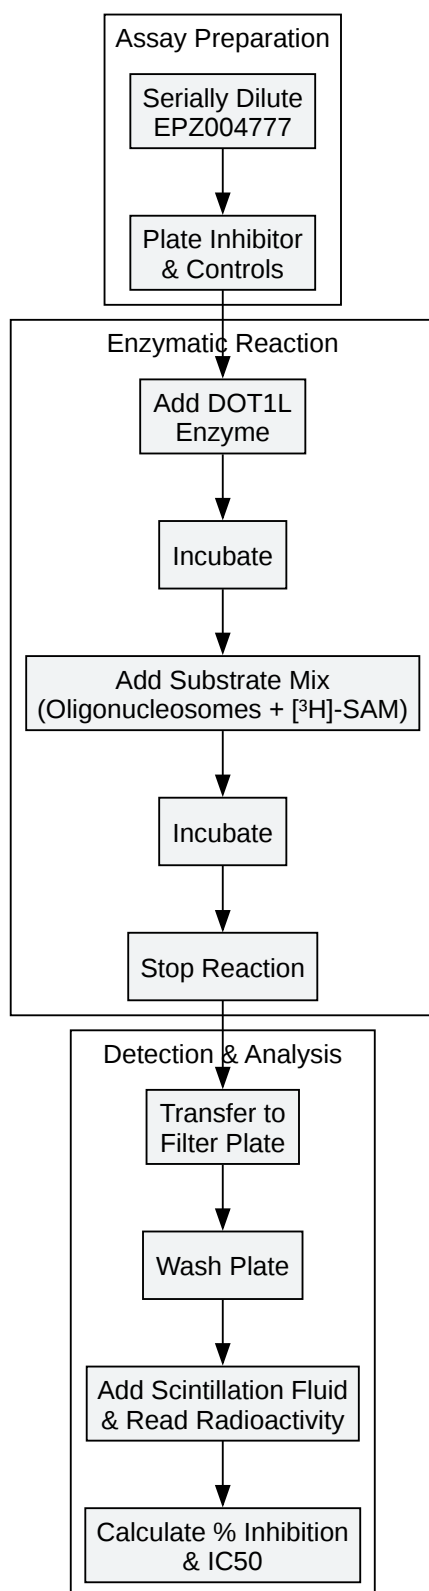 Assay Preparation
Serially Dilute
EPZ004777
Plate Inhibitor
& Controls
Enzymatic Reaction
Add DOT1L
Enzyme
Incubate
Add Substrate Mix
(Oligonucleosomes + [³H]-SAM)
Incubate
Stop Reaction
Detection & Analysis
Transfer to
Filter Plate
Wash Plate
Add Scintillation Fluid
& Read Radioactivity
Calculate % Inhibition
& IC50